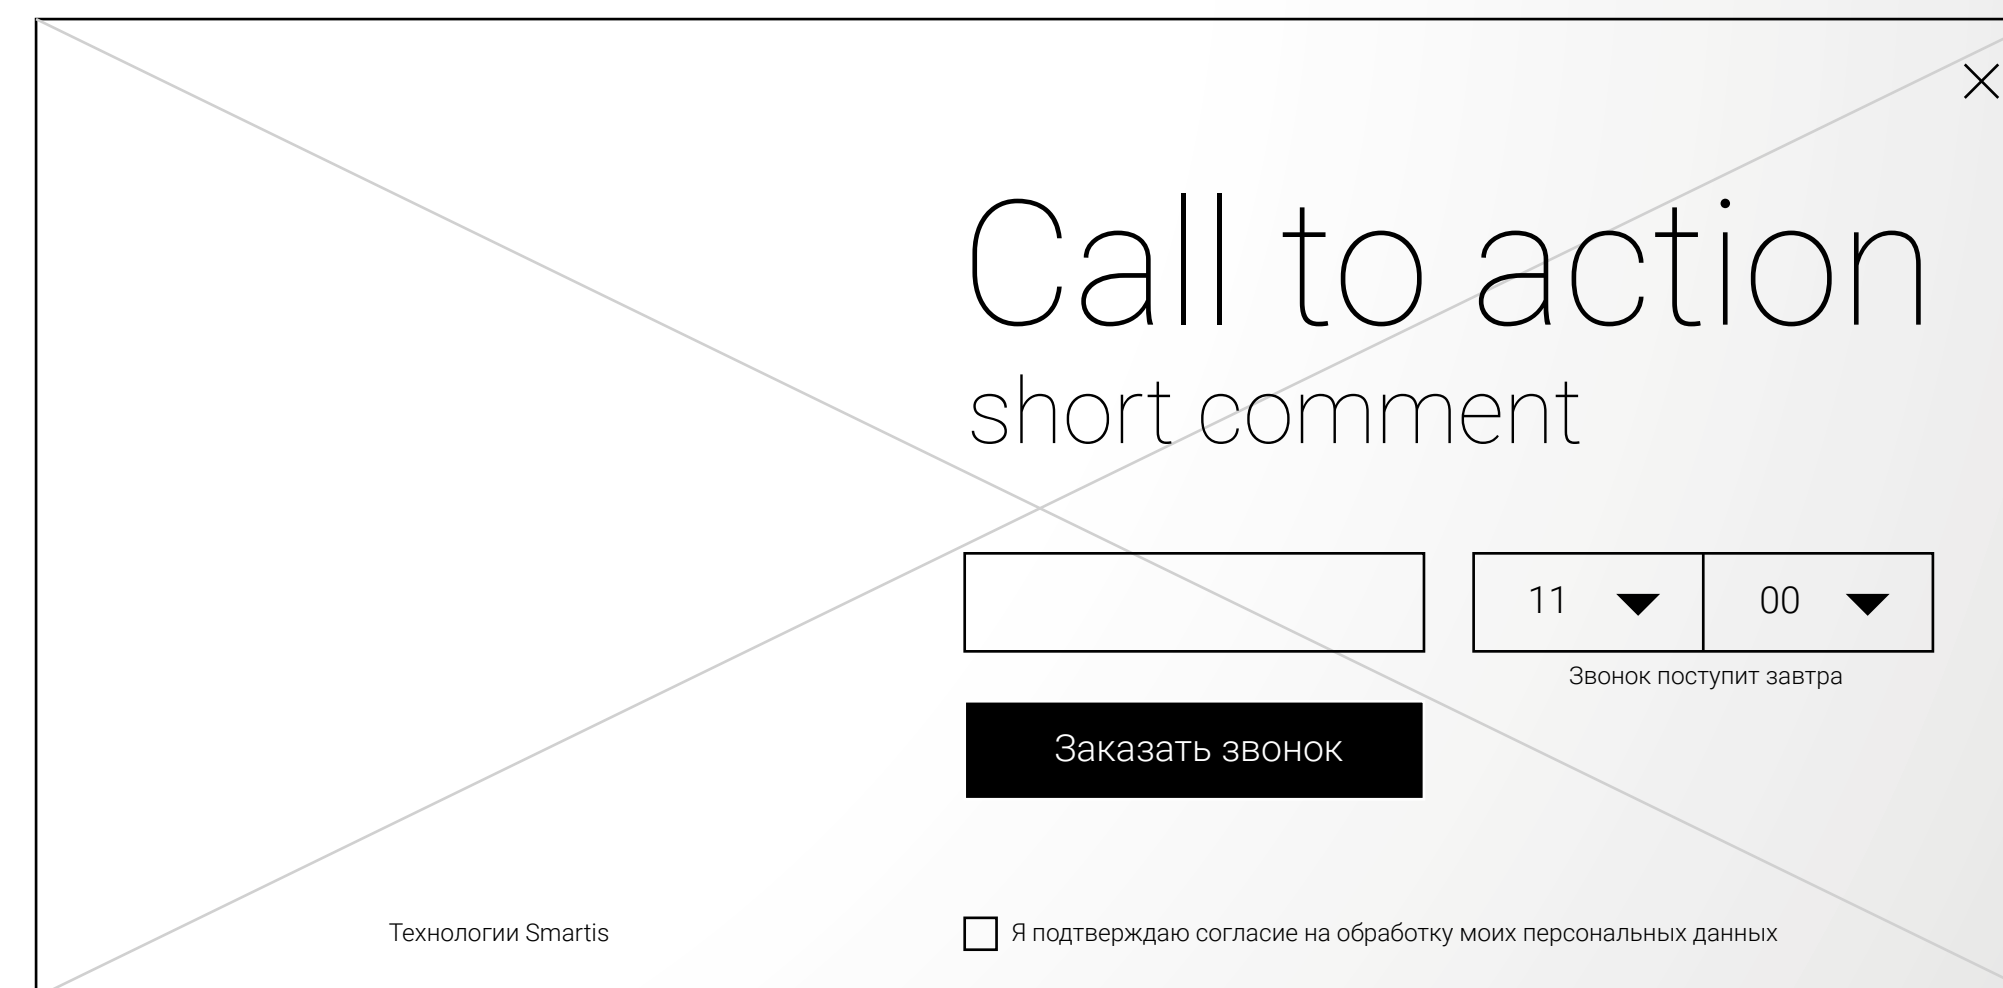 Call to action
short comment
11 00
Звонок поступит завтра
Заказать звонок
Технологии Smartis
Я подтверждаю согласие на обработку моих персональных данных